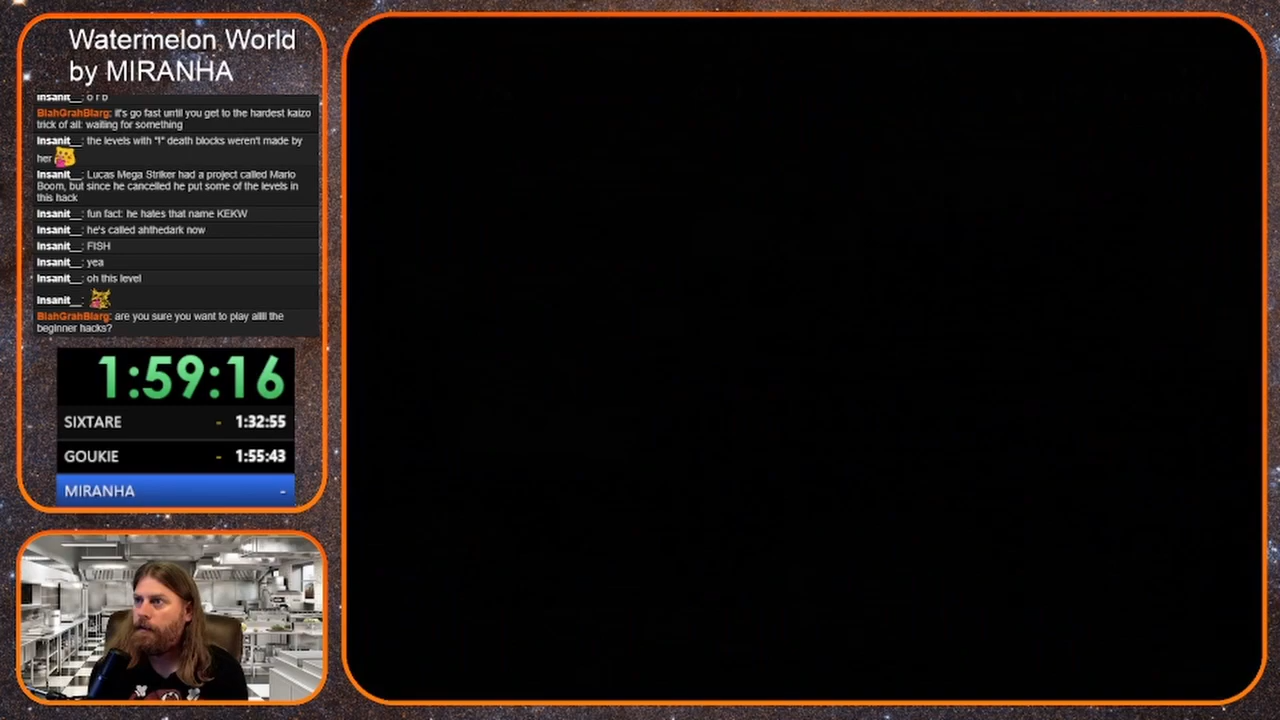 Watermelon World
by MIRANHA
Insanit__: o r b
BlahGrahBlarg: it's go fast until you get to the hardest kaizo
trick of all: waiting for something
Insanit__: the levels with "!" death blocks weren't made by
her
Insanit__: Lucas Mega Striker had a project called Mario
Boom, but since he cancelled he put some of the levels in
this hack
Insanit__: fun fact: he hates that name KEKW
Insanit__: he's called ahthedark now
Insanit__: FISH
Insanit__: yea
Insanit__: oh this level
Insanit__:
BlahGrahBlarg: are you sure you want to play allll the
beginner hacks?
1:59:16
SIXTARE - 1:32:55
GOUKIE - 1:55:43
MIRANHA -